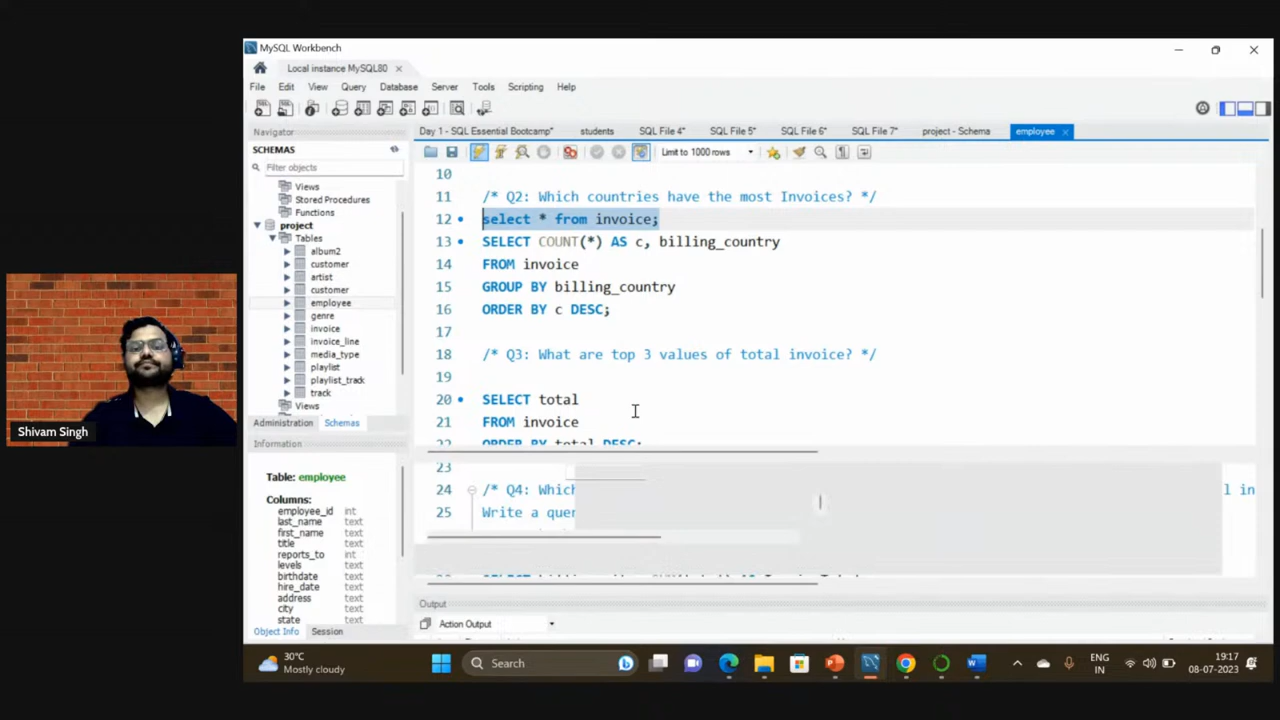 MySQL Workbench
Local instance MySQL80
File Edit View Query Database Server Tools Scripting Help
Navigator
Day 1 - SQL Essential Bootcamp* students SQL File 4* SQL File 5* SQL File 6* SQL File 7* project - Schema employee
SCHEMAS
Limit to 1000 rows
Filter objects
Views
Stored Procedures
Functions
project
Tables
album2
customer
artist
customer
employee
genre
invoice
invoice_line
media_type
playlist
playlist_track
track
Views
Administration Schemas
Information
Table: employee
Columns:
employee_id int
last_name text
first_name text
title text
reports_to int
levels text
birthdate text
hire_date text
address text
city text
state text
Object Info Session
10
11 /* Q2: Which countries have the most Invoices? */
12 select * from invoice;
13 SELECT COUNT(*) AS c, billing_country
14 FROM invoice
15 GROUP BY billing_country
16 ORDER BY c DESC;
17
18 /* Q3: What are top 3 values of total invoice? */
19
20 SELECT total
21 FROM invoice
22 ORDER BY total DESC;
23
24 /* Q4: Which
25 Write a que
Output
Action Output
Shivam Singh
30°C
Mostly cloudy
Search
ENG
IN
19:17
08-07-2023